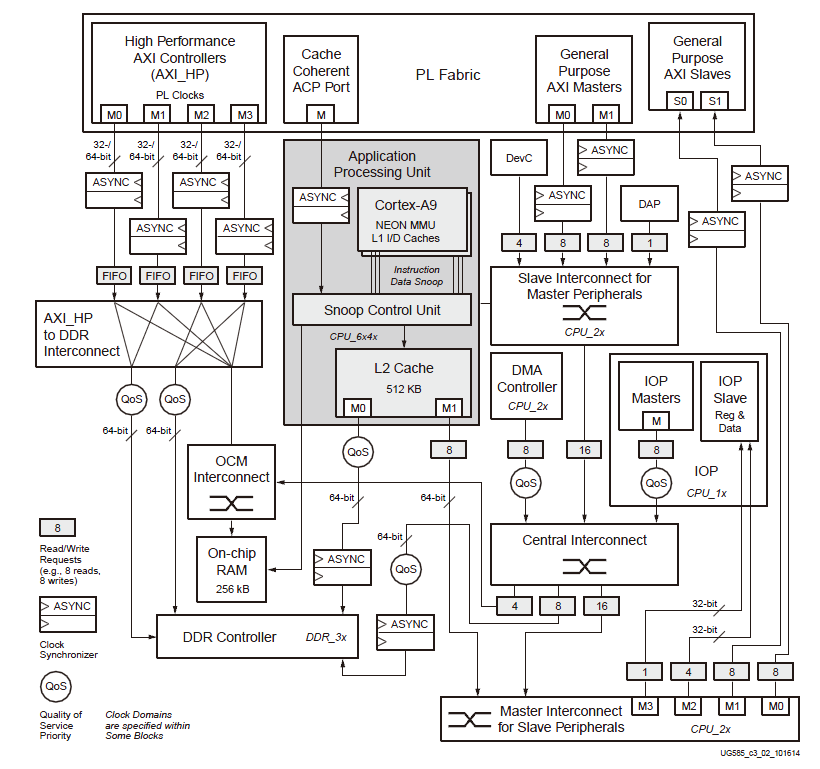 High Performance
AXI Controllers
(AXI_HP)
PL Clocks
M0
M1
M2
M3
Cache
Coherent
ACP Port
M
PL Fabric
General
Purpose
AXI Masters
M0
M1
General
Purpose
AXI Slaves
S0
S1
32-/
64-bit
32-/
64-bit
32-/
64-bit
32-/
64-bit
ASYNC
ASYNC
ASYNC
ASYNC
FIFO
FIFO
FIFO
FIFO
Application
Processing Unit
ASYNC
Cortex-A9
NEON MMU
L1 I/D Caches
Instruction
Data Snoop
Snoop Control Unit
CPU_6x4x
L2 Cache
512 KB
M0
M1
DevC
ASYNC
ASYNC
DAP
ASYNC
ASYNC
4
8
8
1
Slave Interconnect for
Master Peripherals
CPU_2x
AXI_HP
to DDR
Interconnect
QoS
QoS
64-bit
64-bit
DMA
Controller
CPU_2x
IOP
Masters
M
IOP
Slave
Reg &
Data
IOP
CPU_1x
QoS
8
8
16
8
QoS
QoS
OCM
Interconnect
64-bit
64-bit
64-bit
On-chip
RAM
256 kB
ASYNC
QoS
Central Interconnect
4
8
16
DDR Controller
DDR_3x
ASYNC
32-bit
32-bit
1
4
8
8
M3
M2
M1
M0
Master Interconnect
for Slave Peripherals
CPU_2x
8
Read/Write
Requests
(e.g., 8 reads,
8 writes)
ASYNC
Clock
Synchronizer
QoS
Quality of
Service
Priority
Clock Domains
are specified within
Some Blocks
UG585_c3_02_101614